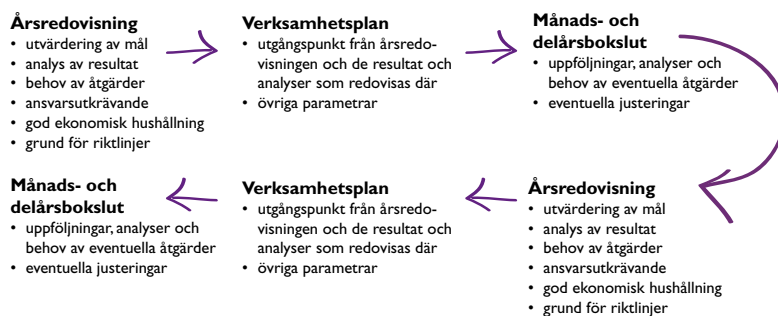 Årsredovisning
• utvärdering av mål
• analys av resultat
• behov av åtgärder
• ansvarsutkrävande
• god ekonomisk hushållning
• grund för riktlinjer
Verksamhetsplan
• utgångspunkt från årsredo-
visningen och de resultat och
analyser som redovisas där
• övriga parametrar
Månads- och
delårsbokslut
• uppföljningar, analyser och
behov av eventuella åtgärder
• eventuella justeringar
Årsredovisning
• utvärdering av mål
• analys av resultat
• behov av åtgärder
• ansvarsutkrävande
• god ekonomisk hushållning
• grund för riktlinjer
Verksamhetsplan
• utgångspunkt från årsredo-
visningen och de resultat och
analyser som redovisas där
• övriga parametrar
Månads- och
delårsbokslut
• uppföljningar, analyser och
behov av eventuella åtgärder
• eventuella justeringar